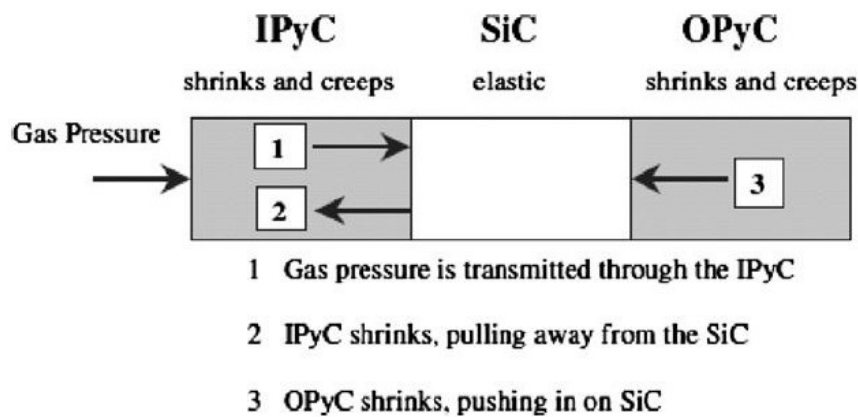 IPyC SiC OPyC
shrinks and creeps elastic shrinks and creeps
Gas Pressure
1
2
3
1 Gas pressure is transmitted through the IPyC
2 IPyC shrinks, pulling away from the SiC
3 OPyC shrinks, pushing in on SiC